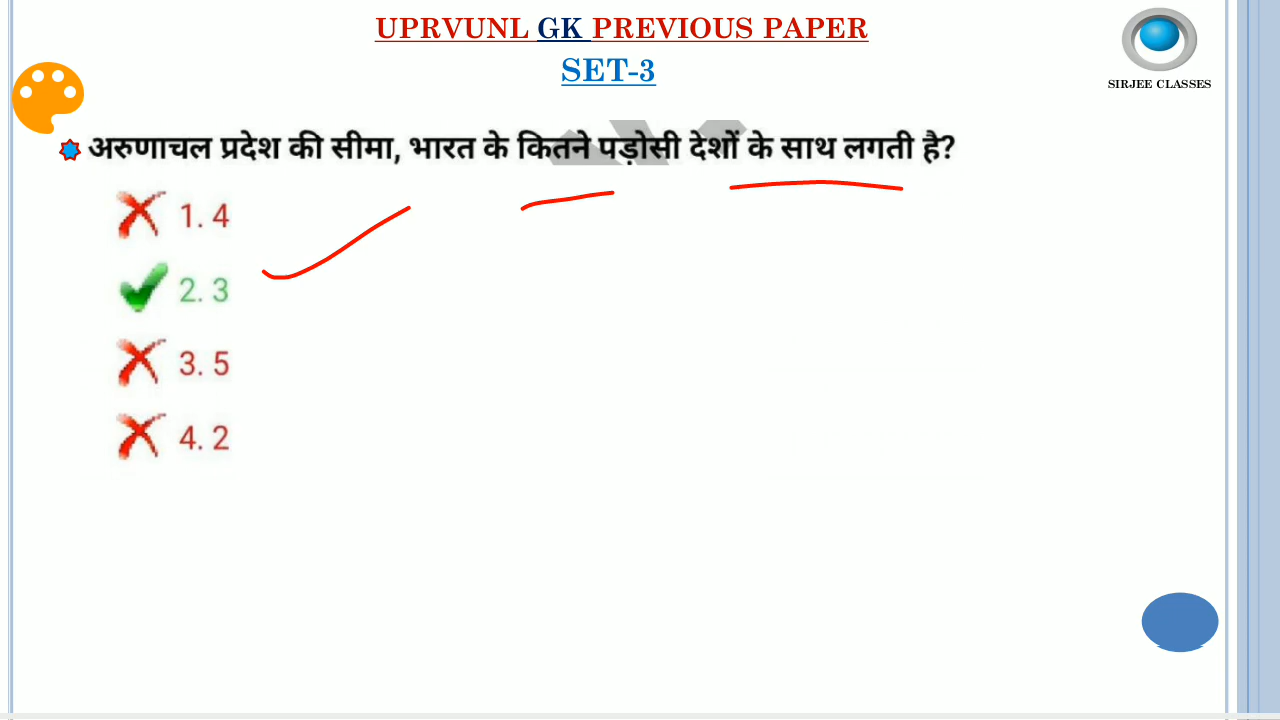 UPRVUNL GK PREVIOUS PAPER
SET-3
SIRJEE CLASSES
अरुणाचल प्रदेश की सीमा, भारत के कितने पड़ोसी देशों के साथ लगती है?
1. 4
2. 3
3. 5
4. 2